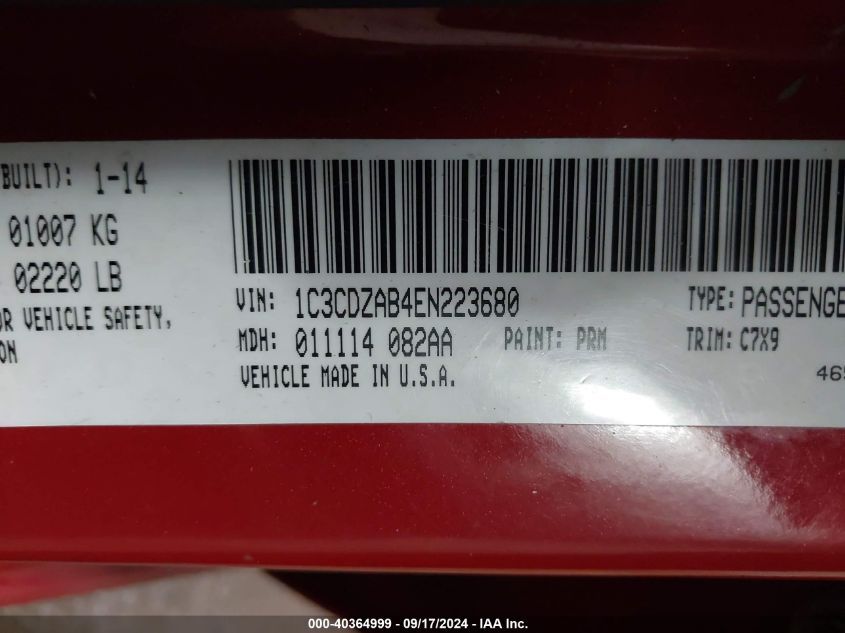 BUILT): 1-14
01007 KG
02220 LB
OR VEHICLE SAFETY,
ON
VIN: 1C3CDZAB4EN223680 TYPE: PASSENGE
MDH: 011114 082AA PAINT: PRM TRIM: C7X9
VEHICLE MADE IN U.S.A. 465
000-40364999 - 09/17/2024 - IAA Inc.